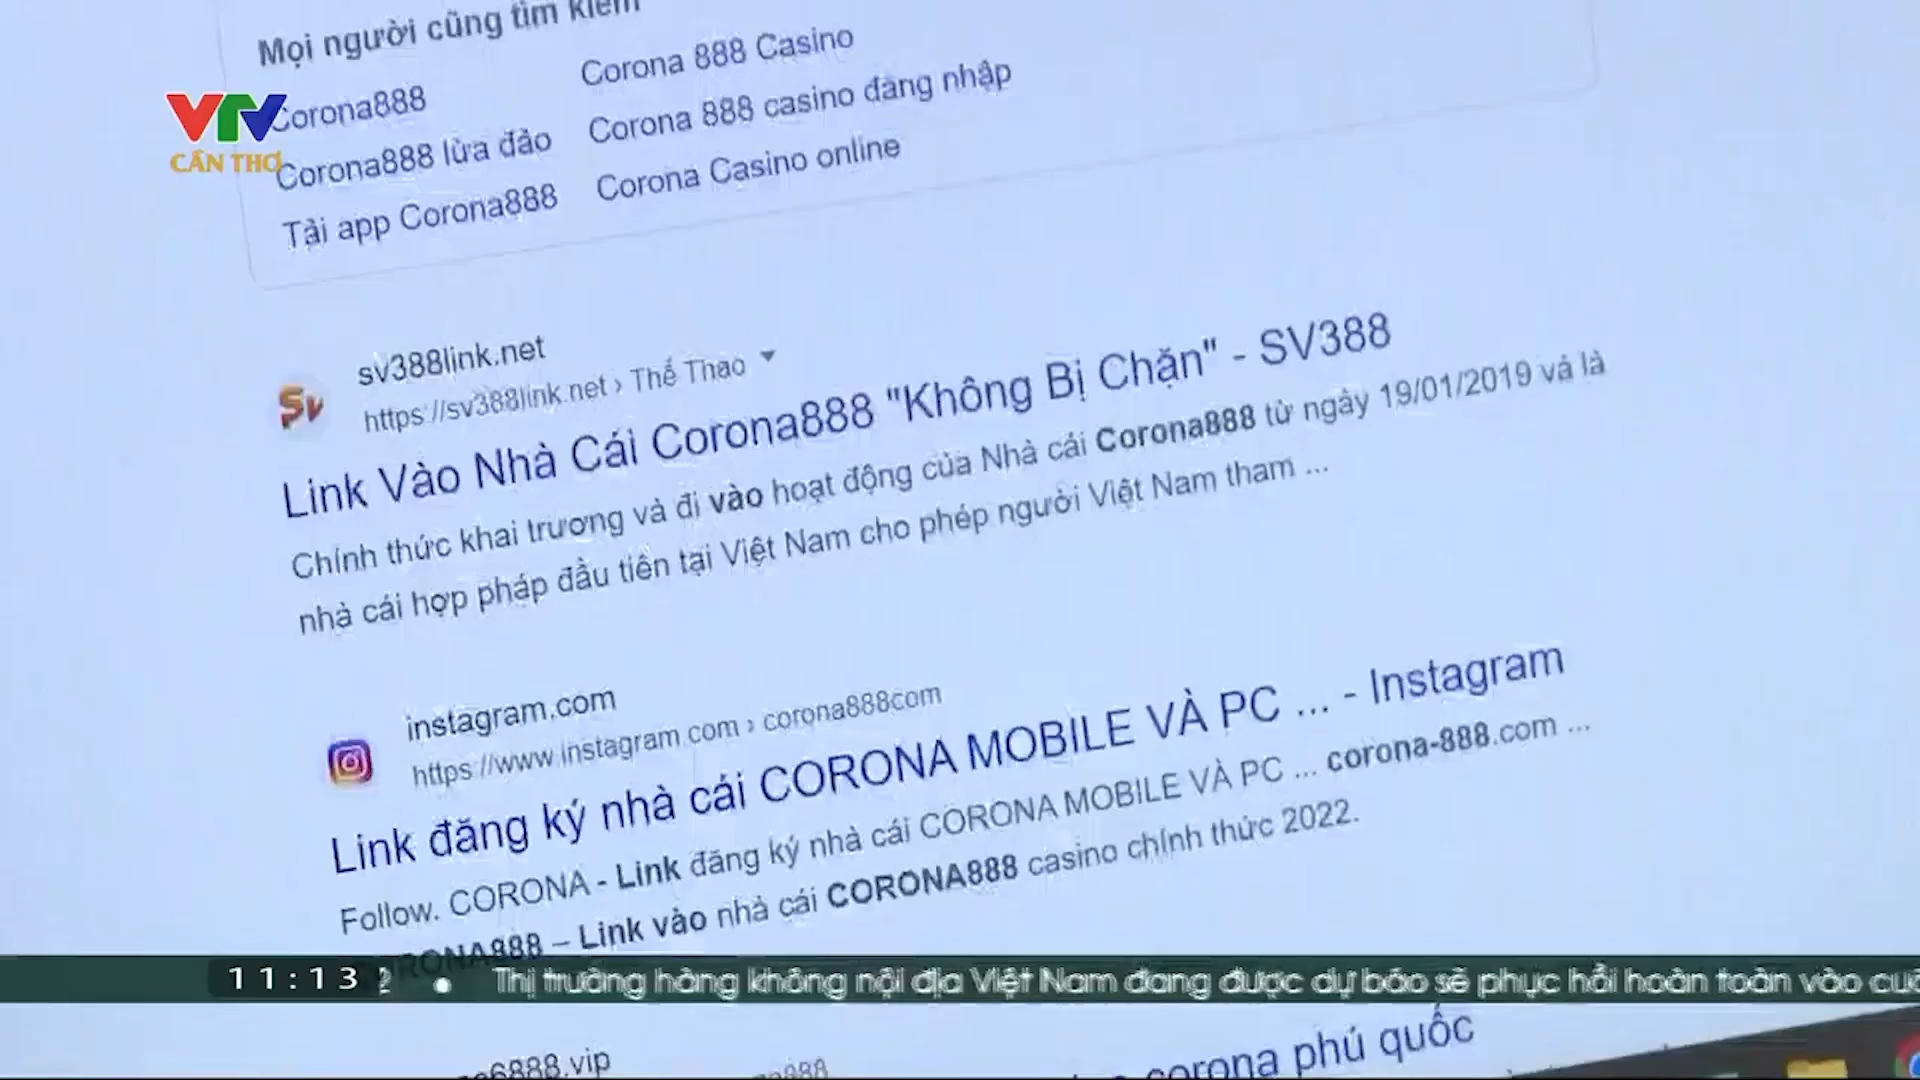 Mọi người cũng tìm kiếm
Corona888
Corona 888 Casino
Corona888 lừa đảo
Corona 888 casino đăng nhập
Tải app Corona888
Corona Casino online
VTV
CẦN THƠ
sv388link.net
https://sv388link.net › Thể Thao
Link Vào Nhà Cái Corona888 "Không Bị Chặn" - SV388
Chính thức khai trương và đi vào hoạt động của Nhà cái Corona888 từ ngày 19/01/2019 và là
nhà cái hợp pháp đầu tiên tại Việt Nam cho phép người Việt Nam tham ...
instagram.com
https://www.instagram.com › corona888com
Link đăng ký nhà cái CORONA MOBILE VÀ PC ... - Instagram
Follow. CORONA - Link đăng ký nhà cái CORONA MOBILE VÀ PC ... corona-888.com ...
CORONA888 – Link vào nhà cái CORONA888 casino chính thức 2022.
11:13
Thị trường hàng không nội địa Việt Nam đang được dự báo sẽ phục hồi hoàn toàn vào
6888.vip
corona phú quốc